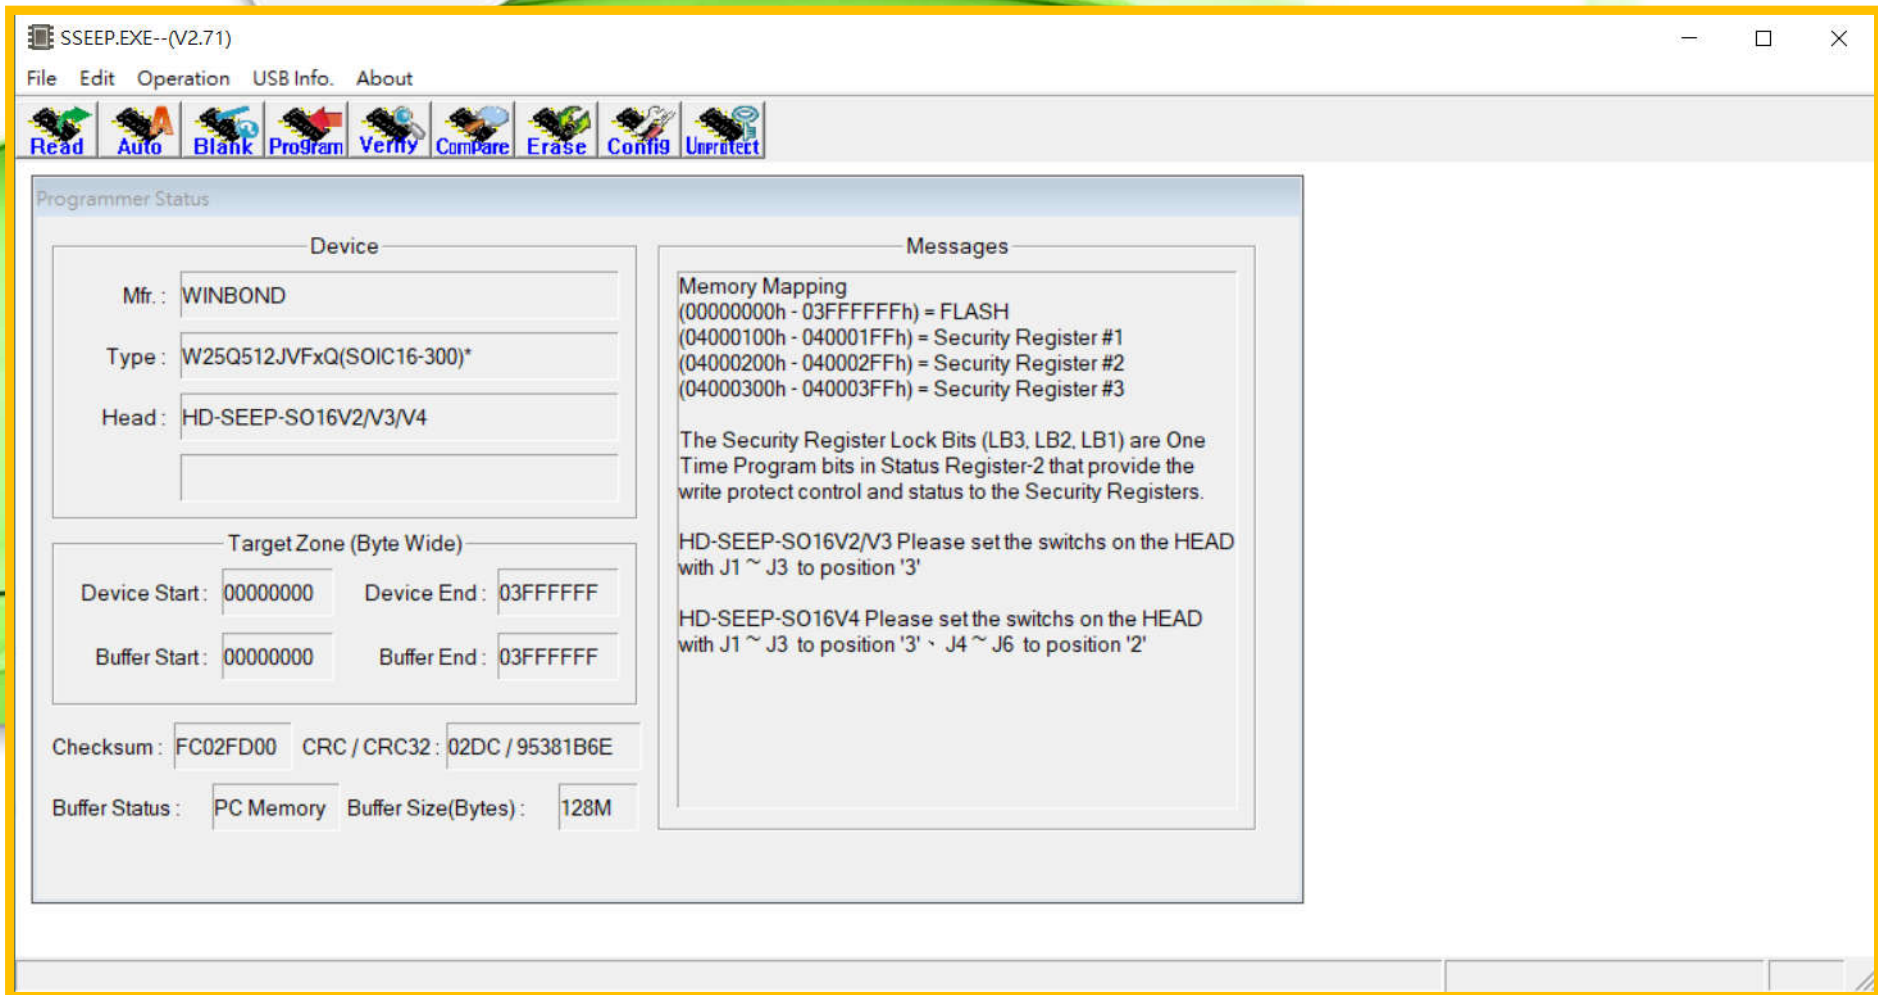 SSEEP.EXE--(V2.71)
File Edit Operation USB Info. About
Read Auto Blank Program Verify Compare Erase Config Unprotect
Programmer Status
Device
Mfr. : WINBOND
Type : W25Q512JVFxQ(SOIC16-300)*
Head : HD-SEEP-SO16V2/V3/V4
Target Zone (Byte Wide)
Device Start : 00000000 Device End : 03FFFFFF
Buffer Start : 00000000 Buffer End : 03FFFFFF
Checksum : FC02FD00 CRC / CRC32 : 02DC / 95381B6E
Buffer Status : PC Memory Buffer Size(Bytes) : 128M
Messages
Memory Mapping
(00000000h - 03FFFFFFh) = FLASH
(04000100h - 040001FFh) = Security Register #1
(04000200h - 040002FFh) = Security Register #2
(04000300h - 040003FFh) = Security Register #3
The Security Register Lock Bits (LB3, LB2, LB1) are One
Time Program bits in Status Register-2 that provide the
write protect control and status to the Security Registers.
HD-SEEP-SO16V2/V3 Please set the switchs on the HEAD
with J1 ~ J3 to position '3'
HD-SEEP-SO16V4 Please set the switchs on the HEAD
with J1 ~ J3 to position '3'、J4 ~ J6 to position '2'